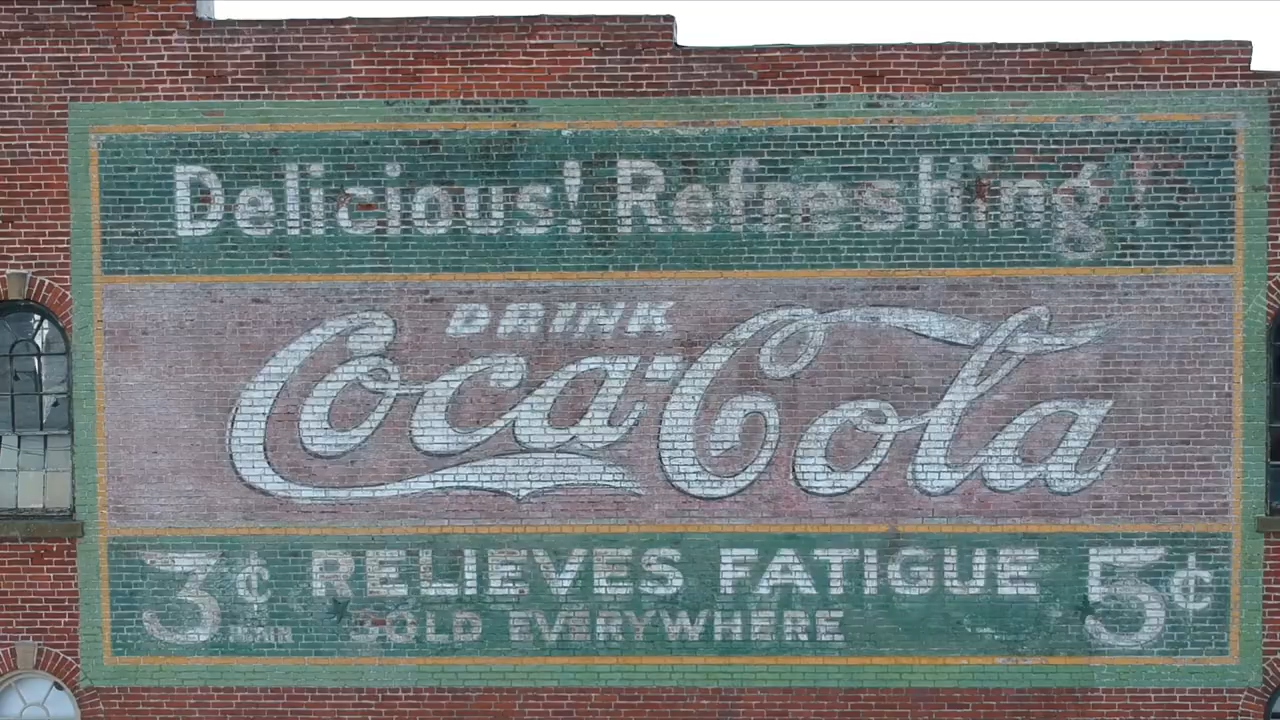 Delicious! Refreshing!
DRINK
Coca-Cola
3¢ RELIEVES FATIGUE 5¢
SOLD EVERYWHERE